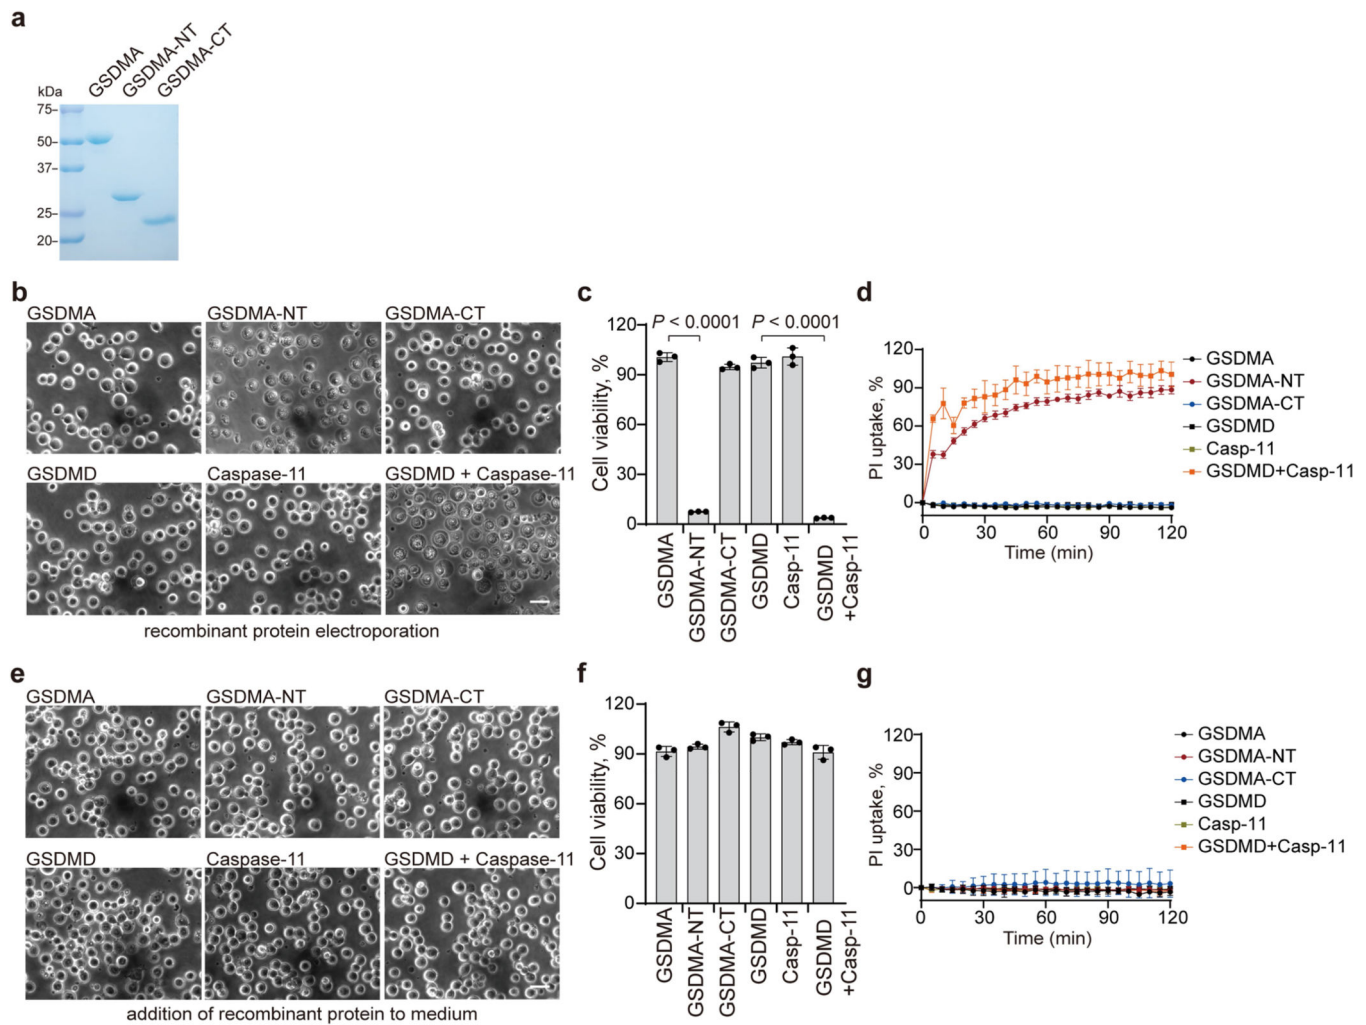 a
GSDMA
GSDMA-NT
GSDMA-CT
kDa
75-
50-
37-
25-
20-
b
GSDMA
GSDMA-NT
GSDMA-CT
GSDMD
Caspase-11
GSDMD + Caspase-11
recombinant protein electroporation
c
Cell viability, %
120
90
60
30
0
P < 0.0001
P < 0.0001
GSDMA
GSDMA-NT
GSDMA-CT
GSDMD
Casp-11
GSDMD
+Casp-11
d
PI uptake, %
120
90
60
30
0
0 30 60 90 120
Time (min)
GSDMA
GSDMA-NT
GSDMA-CT
GSDMD
Casp-11
GSDMD+Casp-11
e
GSDMA
GSDMA-NT
GSDMA-CT
GSDMD
Caspase-11
GSDMD + Caspase-11
addition of recombinant protein to medium
f
Cell viability, %
120
90
60
30
0
GSDMA
GSDMA-NT
GSDMA-CT
GSDMD
Casp-11
GSDMD
+Casp-11
g
PI uptake, %
120
90
60
30
0
0 30 60 90 120
Time (min)
GSDMA
GSDMA-NT
GSDMA-CT
GSDMD
Casp-11
GSDMD+Casp-11